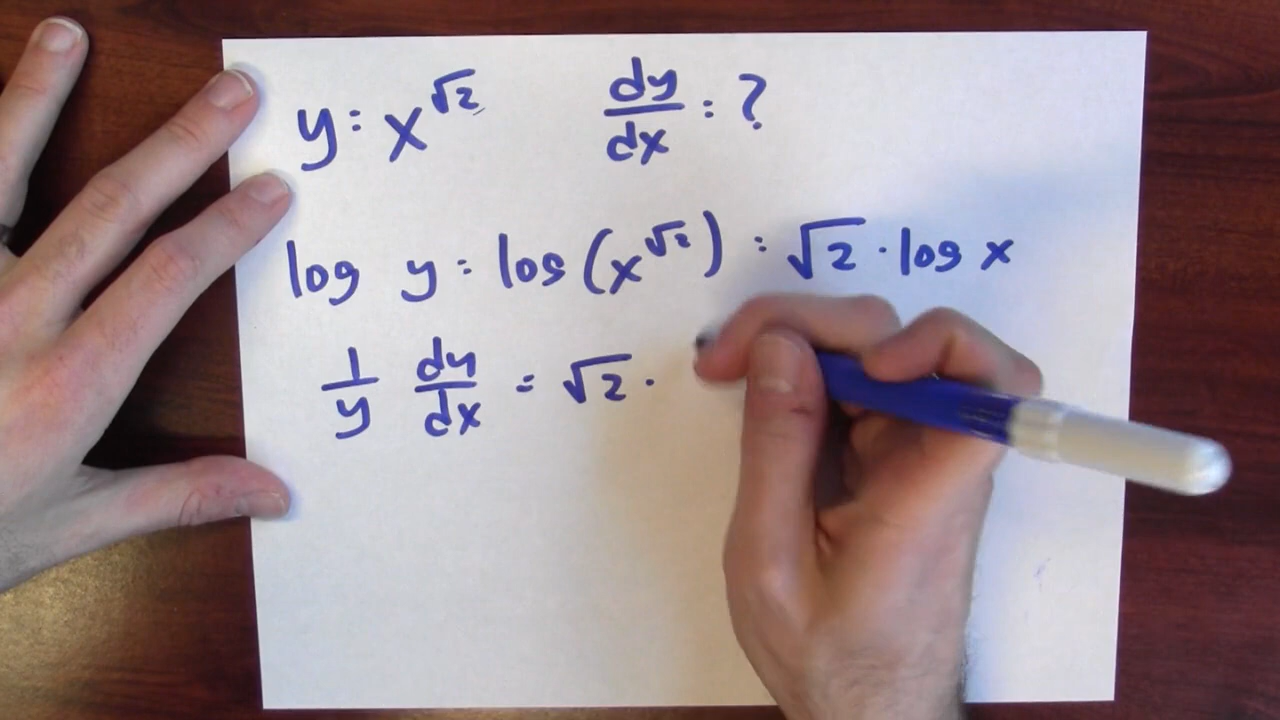 y = x^√2 dy/dx = ?
log y = log (x^√2) = √2 · log x
1/y dy/dx = √2 ·